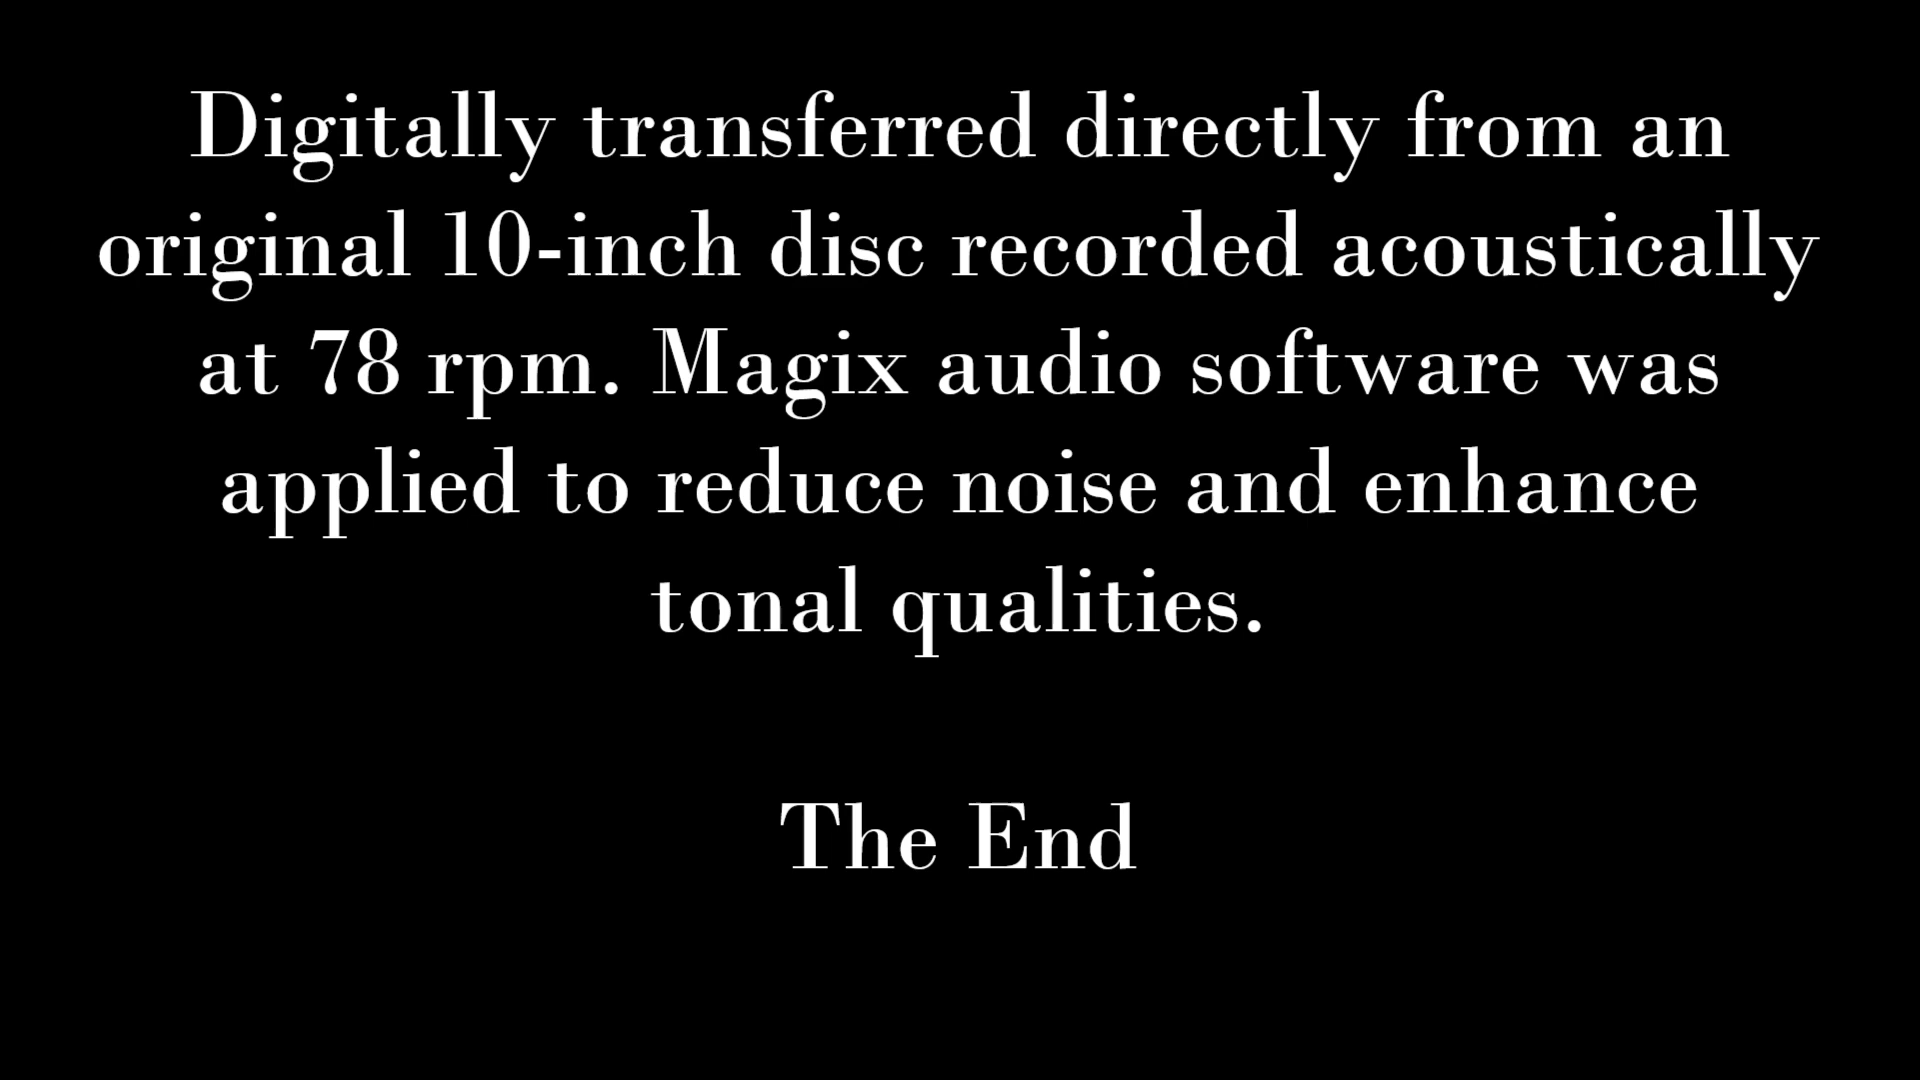 Digitally transferred directly from an
original 10-inch disc recorded acoustically
at 78 rpm. Magix audio software was
applied to reduce noise and enhance
tonal qualities.
The End